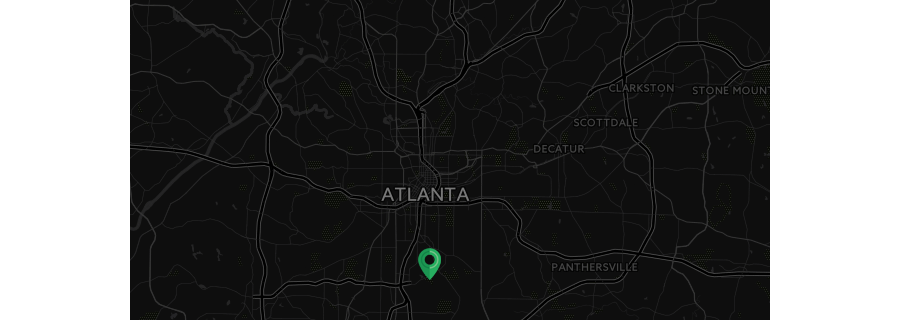 CLARKSTON
STONE MOUNT
SCOTTDALE
DECATUR
ATLANTA
PANTHERSVILLE